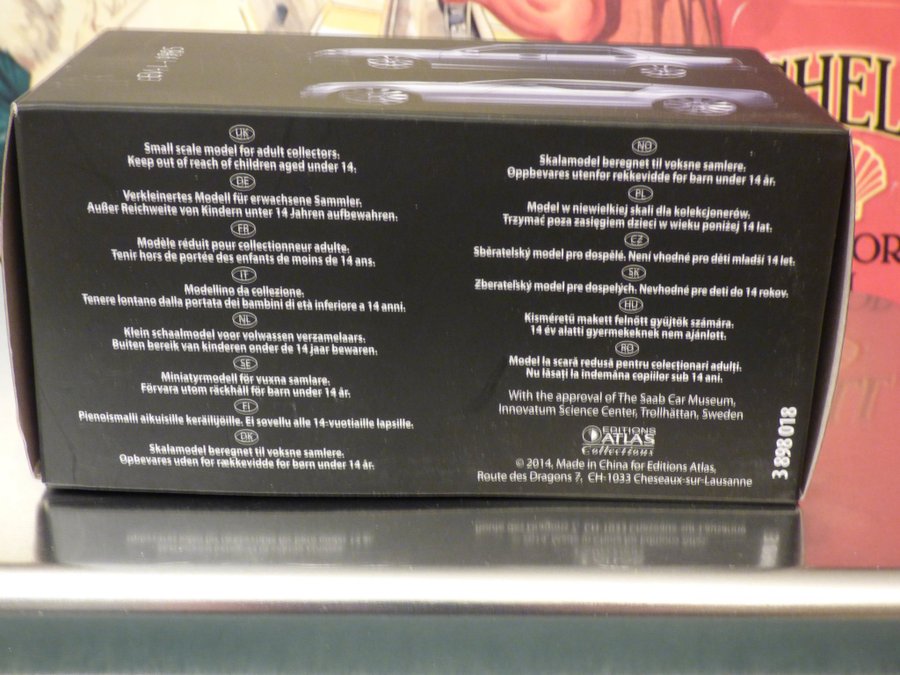 UK
Small scale model for adult collectors.
Keep out of reach of children aged under 14.
DE
Verkleinertes Modell für erwachsene Sammler.
Außer Reichweite von Kindern unter 14 Jahren aufbewahren.
FR
Modèle réduit pour collectionneur adulte.
Tenir hors de portée des enfants de moins de 14 ans.
IT
Modellino da collezione.
Tenere lontano dalla portata dei bambini di età inferiore a 14 anni.
NL
Klein schaalmodel voor volwassen verzamelaars.
Buiten bereik van kinderen onder de 14 jaar bewaren.
SE
Miniatyrmodell för vuxna samlare.
Förvara utom räckhåll för barn under 14 år.
FI
Pienoismalli aikuisille keräilijöille. Ei sovellu alle 14-vuotiaille lapsille.
DK
Skalamodel beregnet til voksne samlere.
Opbevares uden for rækkevidde for børn under 14 år.
NO
Skalamodel beregnet til voksne samlere.
Oppbevares utenfor rekkevidde for barn under 14 år.
PL
Model w niewielkiej skali dla kolekcjonerów.
Trzymać poza zasięgiem dzieci w wieku poniżej 14 lat.
CZ
Sběratelský model pro dospělé. Není vhodné pro děti mladší 14 let.
SK
Zberateľský model pre dospelých. Nevhodné pre deti do 14 rokov.
HU
Kisméretű makett felnőtt gyűjtők számára.
14 év alatti gyermekeknek nem ajánlott.
RO
Model la scară redusă pentru colecționari adulți.
Nu lăsați la îndemâna copiilor sub 14 ani.
With the approval of The Saab Car Museum,
Innovatum Science Center, Trollhättan, Sweden
EDITIONS
ATLAS
Collections
© 2014, Made in China for Editions Atlas,
Route des Dragons 7, CH-1033 Cheseaux-sur-Lausanne
3 898 018